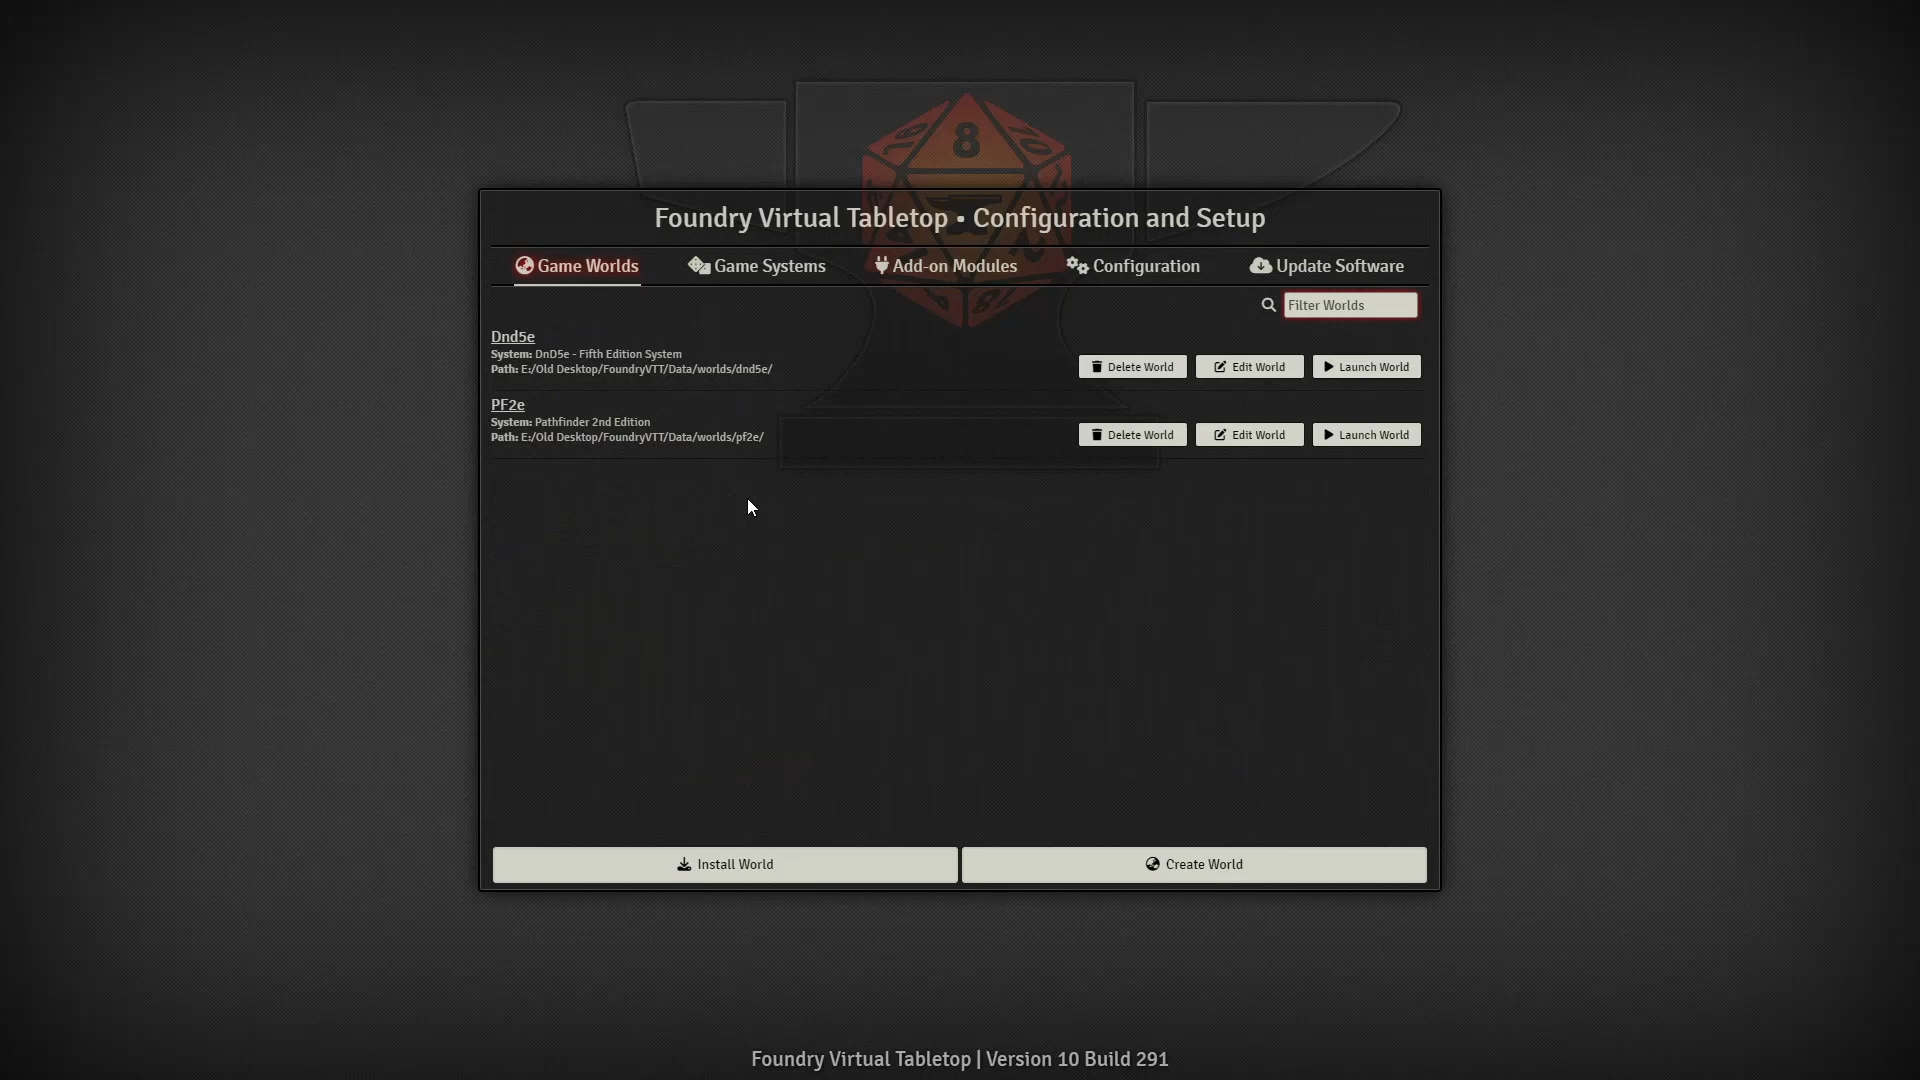 8
Foundry Virtual Tabletop • Configuration and Setup
Game Worlds
Game Systems
Add-on Modules
Configuration
Update Software
Filter Worlds
Dnd5e
System: DnD5e - Fifth Edition System
Path: E:/Old Desktop/FoundryVTT/Data/worlds/dnd5e/
Delete World
Edit World
Launch World
PF2e
System: Pathfinder 2nd Edition
Path: E:/Old Desktop/FoundryVTT/Data/worlds/pf2e/
Delete World
Edit World
Launch World
Install World
Create World
Foundry Virtual Tabletop | Version 10 Build 291